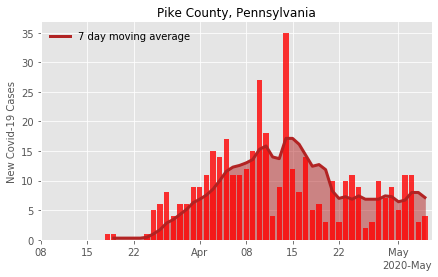 Pike County, Pennsylvania
7 day moving average
New Covid-19 Cases
35
30
25
20
15
10
5
0
08 15 22 Apr 08 15 22 May
2020-May